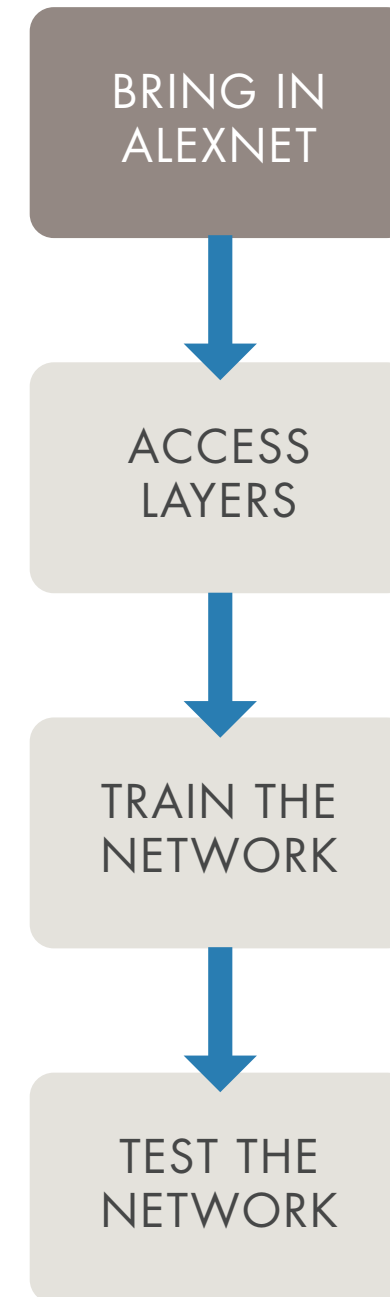 BRING IN
ALEXNET
ACCESS
LAYERS
TRAIN THE
NETWORK
TEST THE
NETWORK